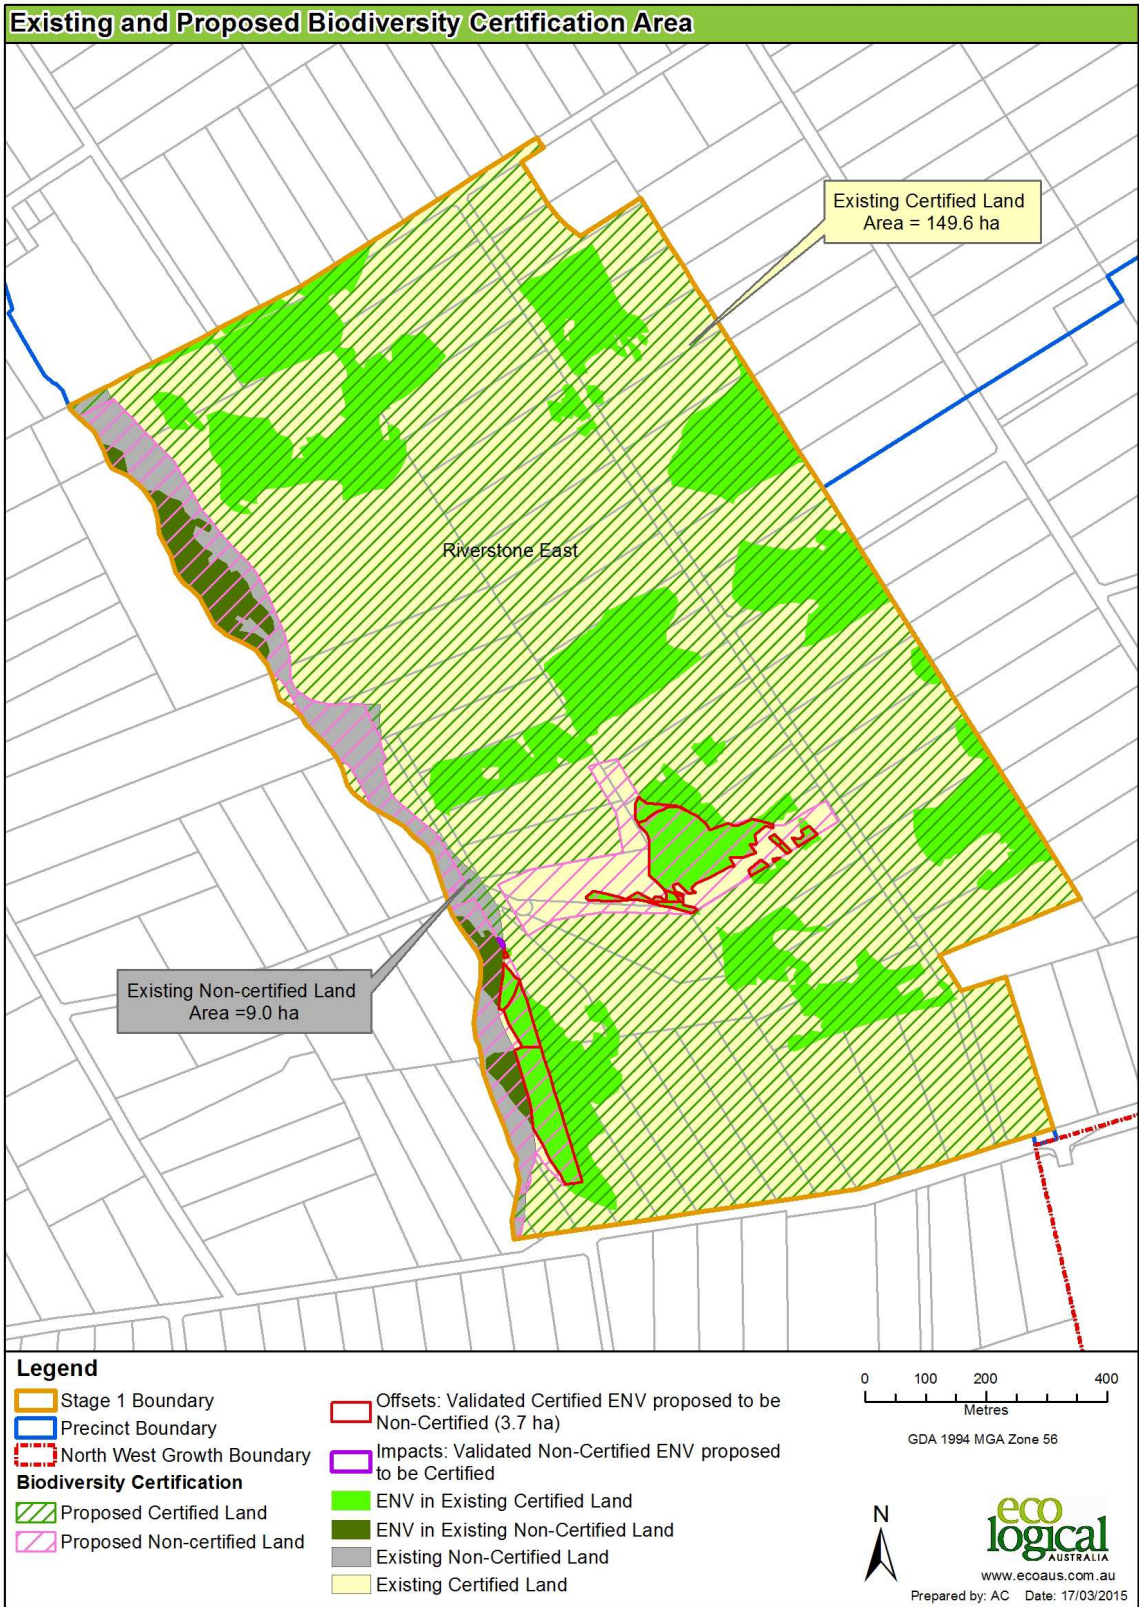 Existing and Proposed Biodiversity Certification Area
Existing Certified Land
Area = 149.6 ha
Riverstone East
Existing Non-certified Land
Area =9.0 ha
Legend
Stage 1 Boundary
Precinct Boundary
North West Growth Boundary
Biodiversity Certification
Proposed Certified Land
Proposed Non-certified Land
Offsets: Validated Certified ENV proposed to be
Non-Certified (3.7 ha)
Impacts: Validated Non-Certified ENV proposed
to be Certified
ENV in Existing Certified Land
ENV in Existing Non-Certified Land
Existing Non-Certified Land
Existing Certified Land
0 100 200 400
Metres
GDA 1994 MGA Zone 56
N
eco
logical
AUSTRALIA
www.ecoaus.com.au
Prepared by: AC Date: 17/03/2015